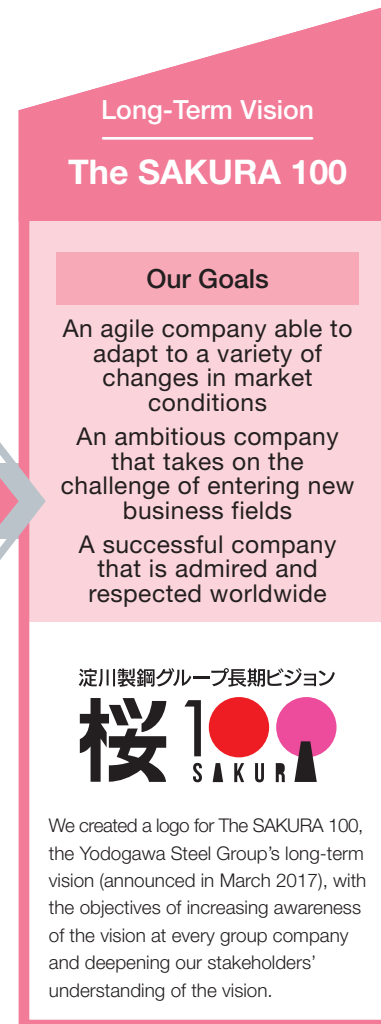 Long-Term Vision
The SAKURA 100
Our Goals
An agile company able to
adapt to a variety of
changes in market
conditions
An ambitious company
that takes on the
challenge of entering new
business fields
A successful company
that is admired and
respected worldwide
淀川製鋼グループ長期ビジョン
桜100
SAKURA
We created a logo for The SAKURA 100,
the Yodogawa Steel Group’s long-term
vision (announced in March 2017), with
the objectives of increasing awareness
of the vision at every group company
and deepening our stakeholders’
understanding of the vision.